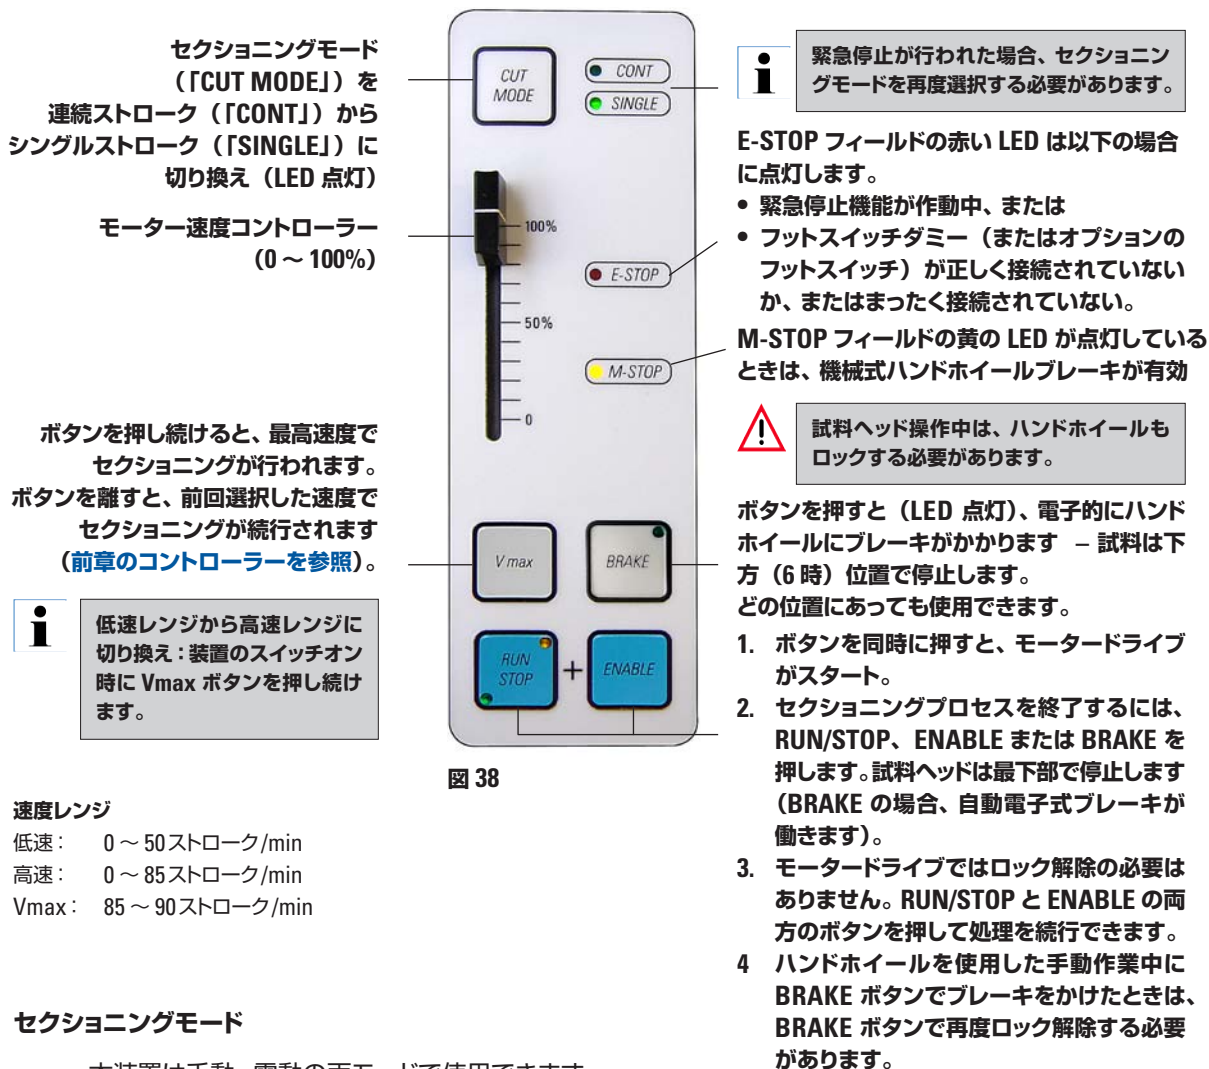 セクショニングモード
（「CUT MODE」）を
連続ストローク（「CONT」）から
シングルストローク（「SINGLE」）に
切り換え（LED 点灯）
モーター速度コントローラー
（0 ～ 100%）
ボタンを押し続けると、最高速度で
セクショニングが行われます。
ボタンを離すと、前回選択した速度で
セクショニングが続行されます
（前章のコントローラーを参照）。
i
低速レンジから高速レンジに
切り換え：装置のスイッチオン
時に Vmax ボタンを押し続け
ます。
速度レンジ
低速： 0 ～ 50ストローク/min
高速： 0 ～ 85ストローク/min
Vmax： 85 ～ 90ストローク/min
セクショニングモード
CUT
MODE
CONT
SINGLE
100%
E-STOP
50%
M-STOP
0
V max
BRAKE
RUN
STOP
+
ENABLE
図 38
i
緊急停止が行われた場合、セクショニン
グモードを再度選択する必要があります。
E-STOP フィールドの赤い LED は以下の場合
に点灯します。
• 緊急停止機能が作動中、または
• フットスイッチダミー（またはオプションの
フットスイッチ）が正しく接続されていない
か、またはまったく接続されていない。
M-STOP フィールドの黄の LED が点灯している
ときは、機械式ハンドホイールブレーキが有効
!
試料ヘッド操作中は、ハンドホイールも
ロックする必要があります。
ボタンを押すと（LED 点灯）、電子的にハンド
ホイールにブレーキがかかります – 試料は下
方（6 時）位置で停止します。
どの位置にあっても使用できます。
1. ボタンを同時に押すと、モータードライブ
がスタート。
2. セクショニングプロセスを終了するには、
RUN/STOP、ENABLE または BRAKE を
押します。試料ヘッドは最下部で停止します
（BRAKE の場合、自動電子式ブレーキが
働きます）。
3. モータードライブではロック解除の必要は
ありません。RUN/STOP と ENABLE の両
方のボタンを押して処理を続行できます。
4 ハンドホイールを使用した手動作業中に
BRAKE ボタンでブレーキをかけたときは、
BRAKE ボタンで再度ロック解除する必要
があります。